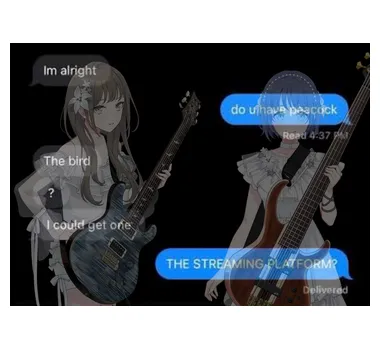 Im alright
do u have peacock
Read 4:37 PM
The bird
?
I could get one
THE STREAMING PLATFORM?
Delivered